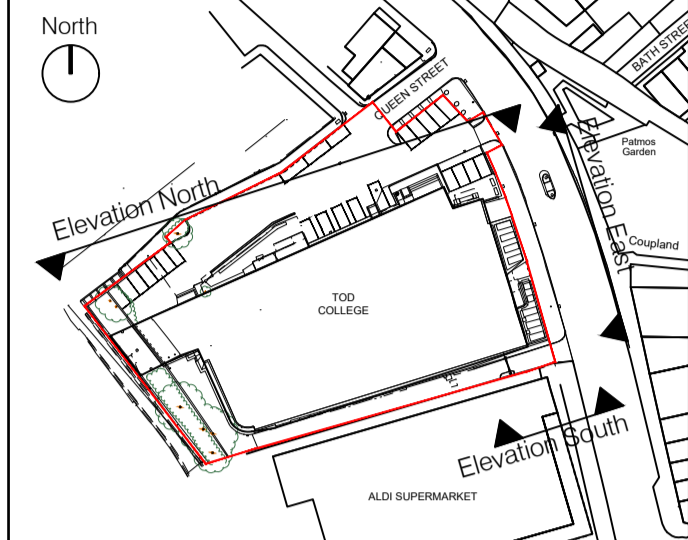 North
QUEEN STREET
BATH STREET
Elevation North
Elevation East
Patmos
Garden
Coupland
TOD
COLLEGE
Elevation South
ALDI SUPERMARKET